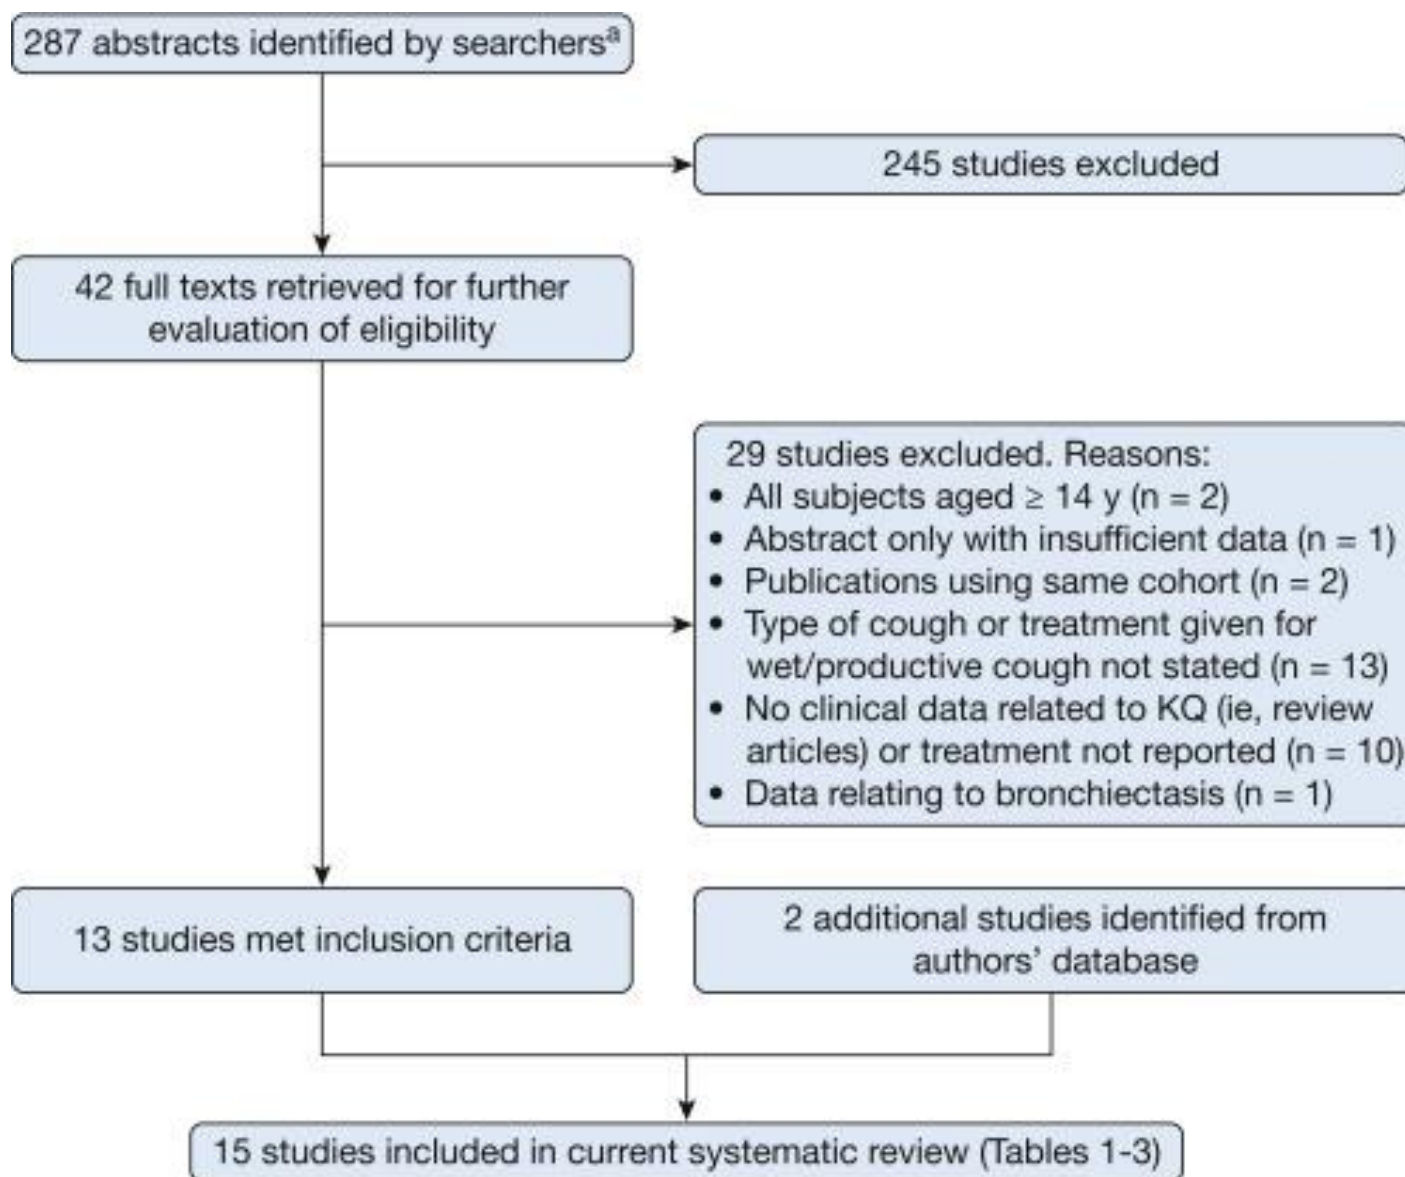 287 abstracts identified by searchersᵃ
245 studies excluded
42 full texts retrieved for further
evaluation of eligibility
29 studies excluded. Reasons:
• All subjects aged ≥ 14 y (n = 2)
• Abstract only with insufficient data (n = 1)
• Publications using same cohort (n = 2)
• Type of cough or treatment given for
wet/productive cough not stated (n = 13)
• No clinical data related to KQ (ie, review
articles) or treatment not reported (n = 10)
• Data relating to bronchiectasis (n = 1)
13 studies met inclusion criteria
2 additional studies identified from
authors’ database
15 studies included in current systematic review (Tables 1-3)